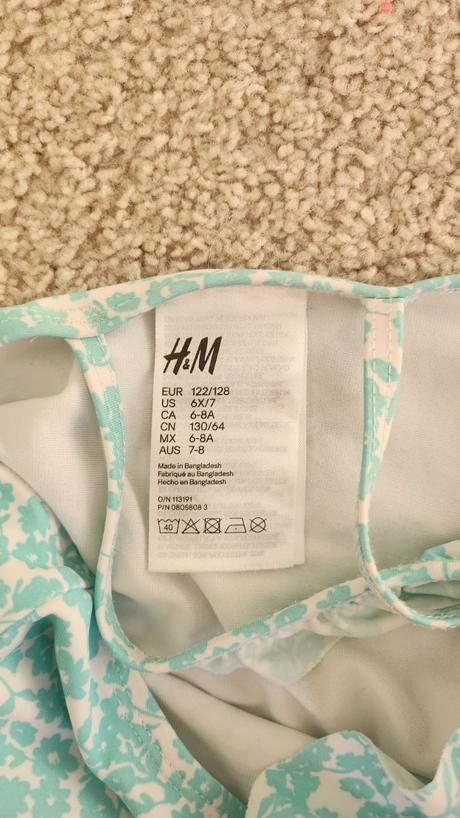 H&M
EUR 122/128
US 6X/7
CA 6-8A
CN 130/64
MX 6-8A
AUS 7-8
Made in Bangladesh
Fabriqué au Bangladesh
Hecho en Bangladesh
O/N 113191
P/N 0805808 3
40